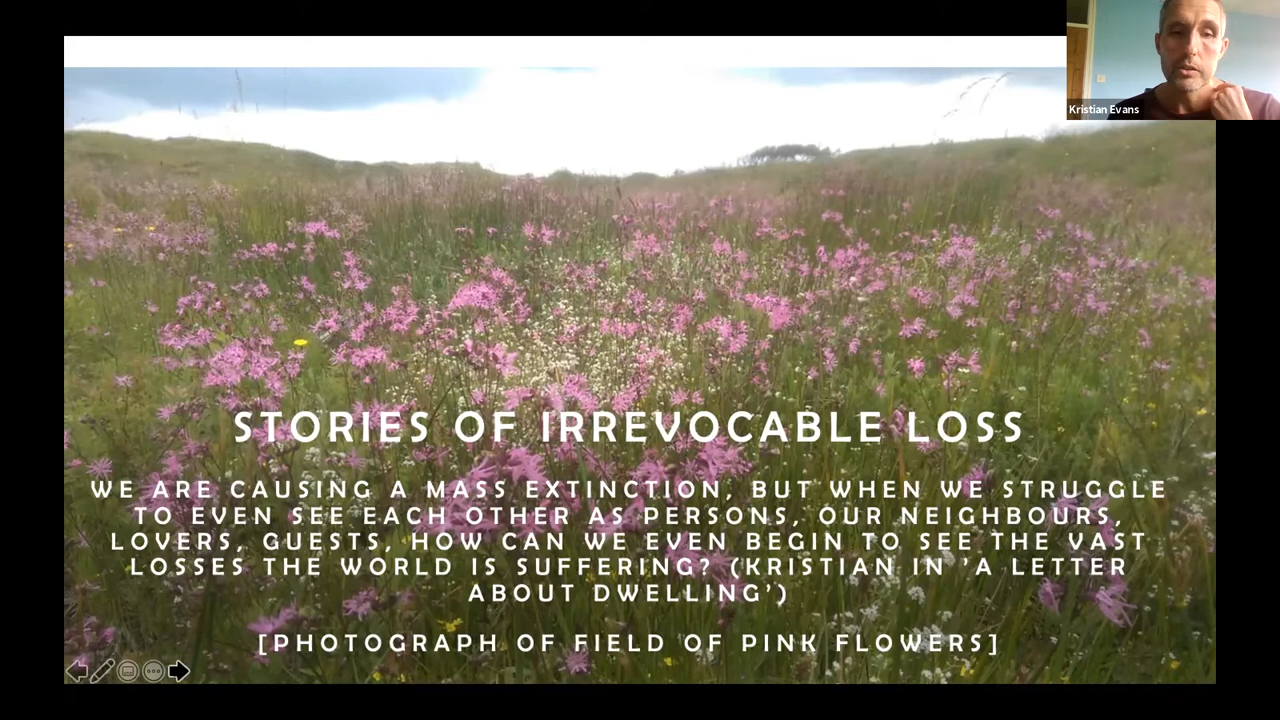 Kristian Evans
STORIES OF IRREVOCABLE LOSS
WE ARE CAUSING A MASS EXTINCTION, BUT WHEN WE STRUGGLE
TO EVEN SEE EACH OTHER AS PERSONS, OUR NEIGHBOURS,
LOVERS, GUESTS, HOW CAN WE EVEN BEGIN TO SEE THE VAST
LOSSES THE WORLD IS SUFFERING? (KRISTIAN IN 'A LETTER
ABOUT DWELLING')
[PHOTOGRAPH OF FIELD OF PINK FLOWERS]